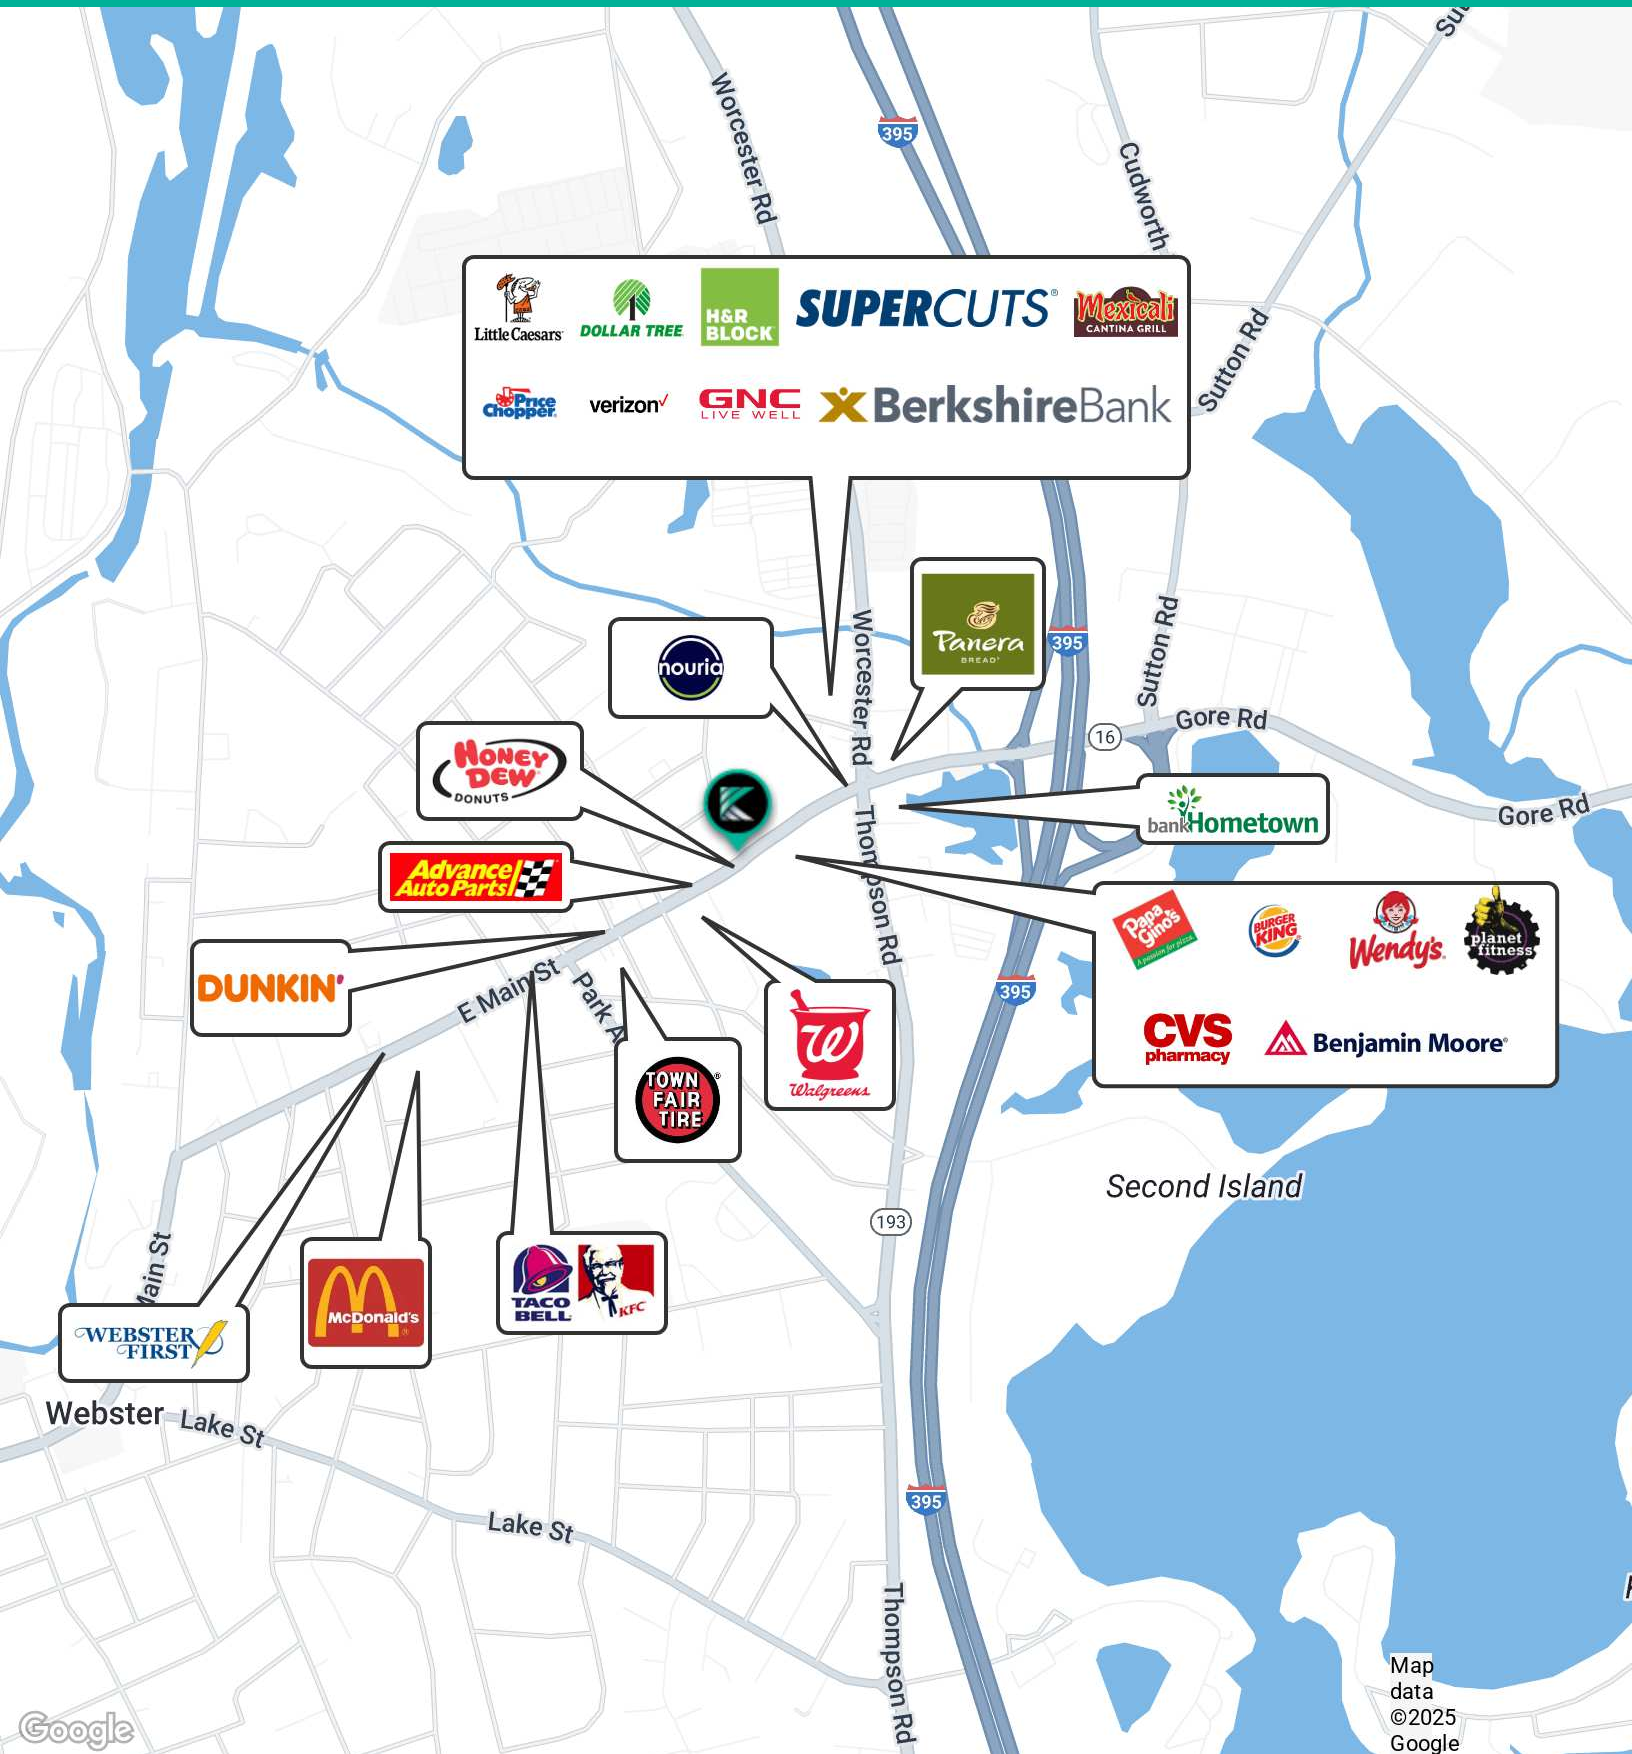 Su
Worcester Rd
395
Cudworth
Little Caesars
DOLLAR TREE
H&R
BLOCK
SUPERCUTS®
Mexicali
CANTINA GRILL
Sutton Rd
Price
Chopper
verizon✓
GNC
LIVE WELL
BerkshireBank
Worcester Rd
Panera
BREAD®
395
Sutton Rd
nouria
Gore Rd
16
HONEY
DEW
DONUTS
bankHometown
Gore Rd
Thompson Rd
Advance
Auto Parts
Papa
Gino's
A passion for pizza.
BURGER
KING
Wendy's
planet
fitness
DUNKIN'
E Main St
Park A
395
CVS
pharmacy
Benjamin Moore®
W
Walgreens
TOWN
FAIR
TIRE
®
Second Island
193
Main St
WEBSTER
FIRST
McDonald's
TACO
BELL
KFC
Webster
Lake St
395
Lake St
Thompson Rd
Map
data
©2025
Google
Google